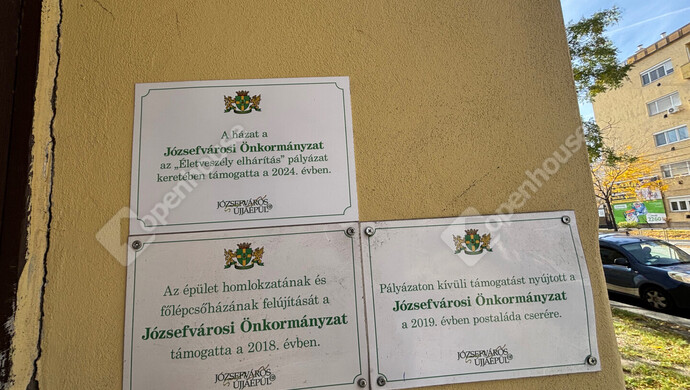 A házat a
Józsefvárosi Önkormányzat
az „Életveszély elhárítás” pályázat
keretében támogatta a 2024. évben.
JÓZSEFVÁROS
ÚJJÁÉPÜL®
Az épület homlokzatának és
főlépcsőházának felújítását a
Józsefvárosi Önkormányzat
támogatta a 2018. évben.
JÓZSEFVÁROS
ÚJJÁÉPÜL®
Pályázaton kívüli támogatást nyújtott a
Józsefvárosi Önkormányzat
a 2019. évben postaláda cserére.
JÓZSEFVÁROS
ÚJJÁÉPÜL®
openhouse
openhouse